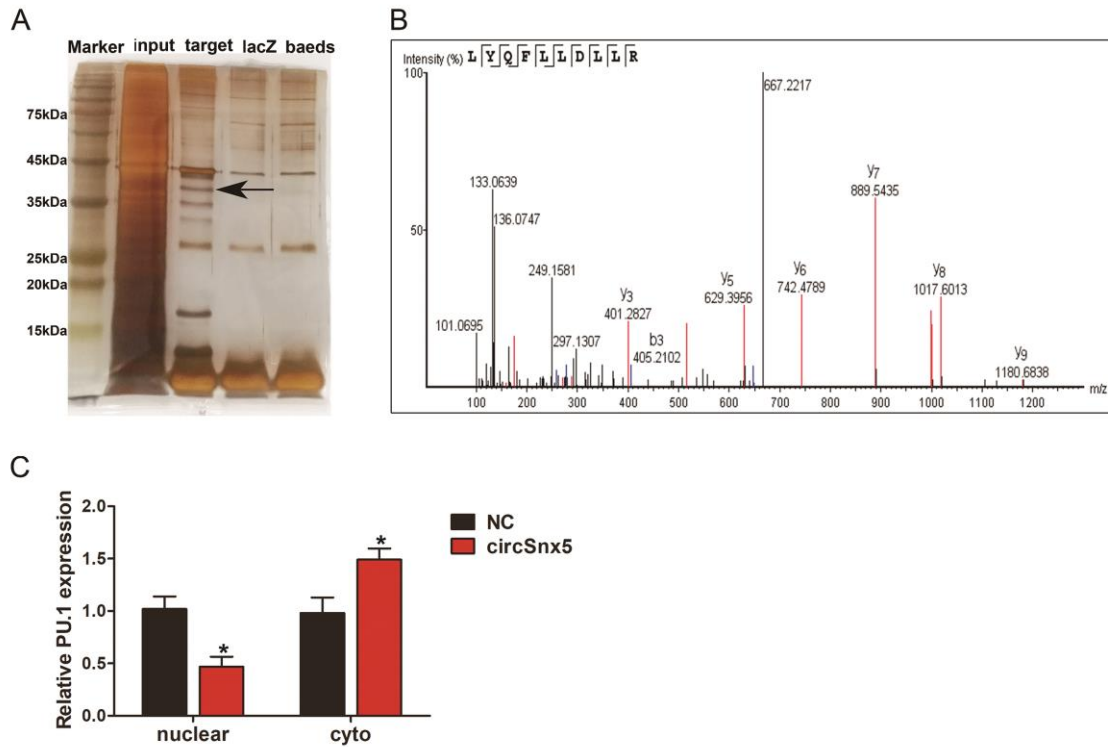 A
Marker input target lacZ baeds
75kDa
45kDa
35kDa
25kDa
20kDa
15kDa
B
Intensity (%) L Y Q F L L D L L R
100
50
667.2217
133.0639
136.0747
y7
889.5435
249.1581
y6
742.4789
y8
1017.6013
y5
629.3956
y3
401.2827
101.0695
297.1307
b3
405.2102
y9
1180.6838
100 200 300 400 500 600 700 800 900 1000 1100 1200 m/z
C
Relative PU.1 expression
2.0
1.5
1.0
0.5
0.0
*
*
nuclear cyto
NC
circSnx5